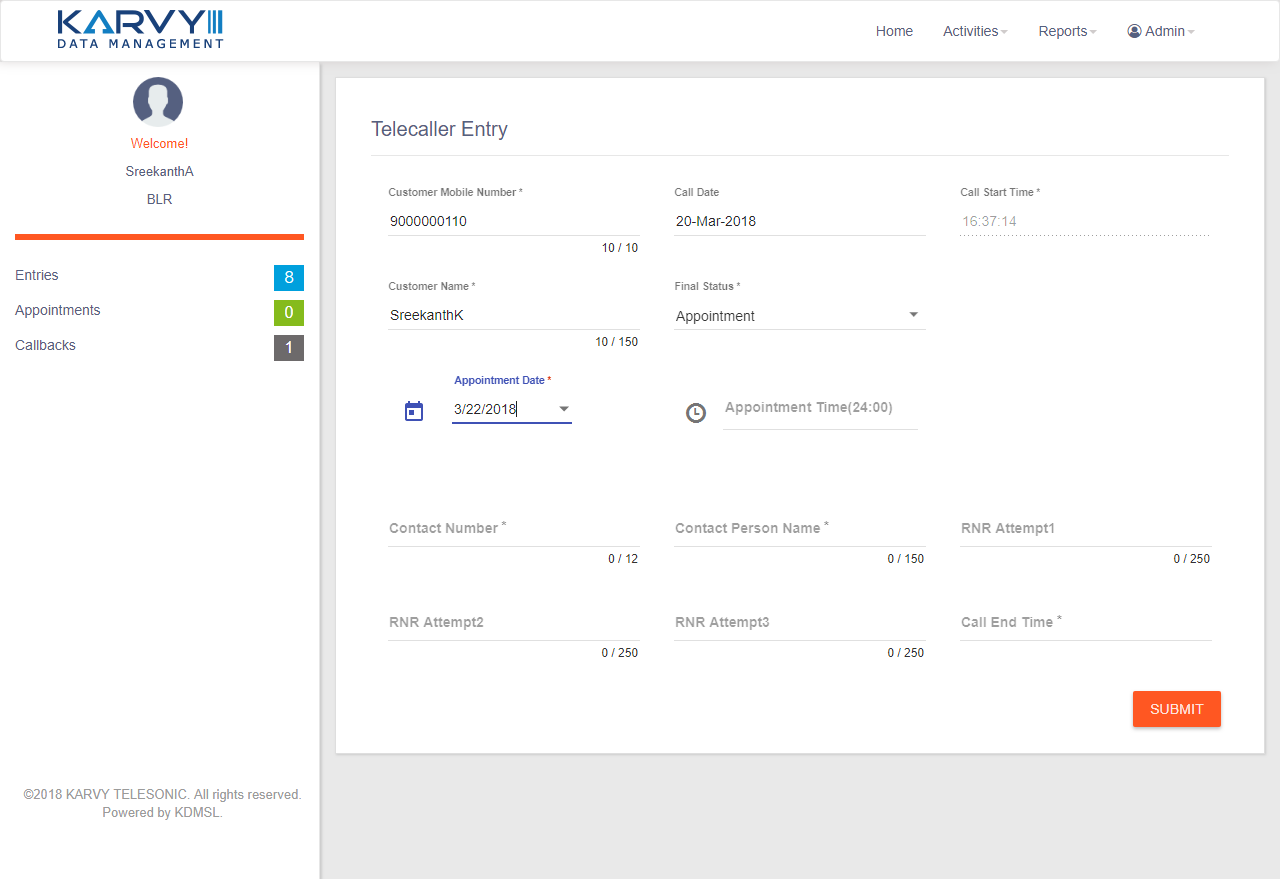 KARVY
DATA MANAGEMENT
Home Activities Reports Admin
Welcome!
SreekanthA
BLR
Entries 8
Appointments 0
Callbacks 1
©2018 KARVY TELESONIC. All rights reserved.
Powered by KDMSL.
Telecaller Entry
Customer Mobile Number * Call Date Call Start Time *
9000000110 20-Mar-2018 16:37:14
10 / 10
Customer Name * Final Status *
SreekanthK Appointment
10 / 150
Appointment Date *
3/22/2018 Appointment Time(24:00)
Contact Number * Contact Person Name * RNR Attempt1
0 / 12 0 / 150 0 / 250
RNR Attempt2 RNR Attempt3 Call End Time *
0 / 250 0 / 250
SUBMIT